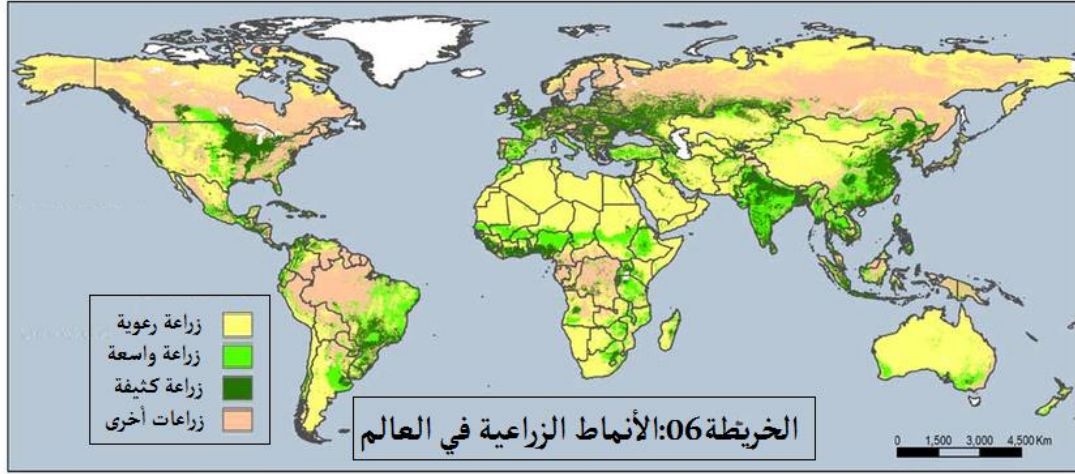 زراعة رعوية
زراعة واسعة
زراعة كثيفة
زراعات أخرى
الخريطة06:الأنماط الزراعية في العالم
0 1,500 3,000 4,500 Km